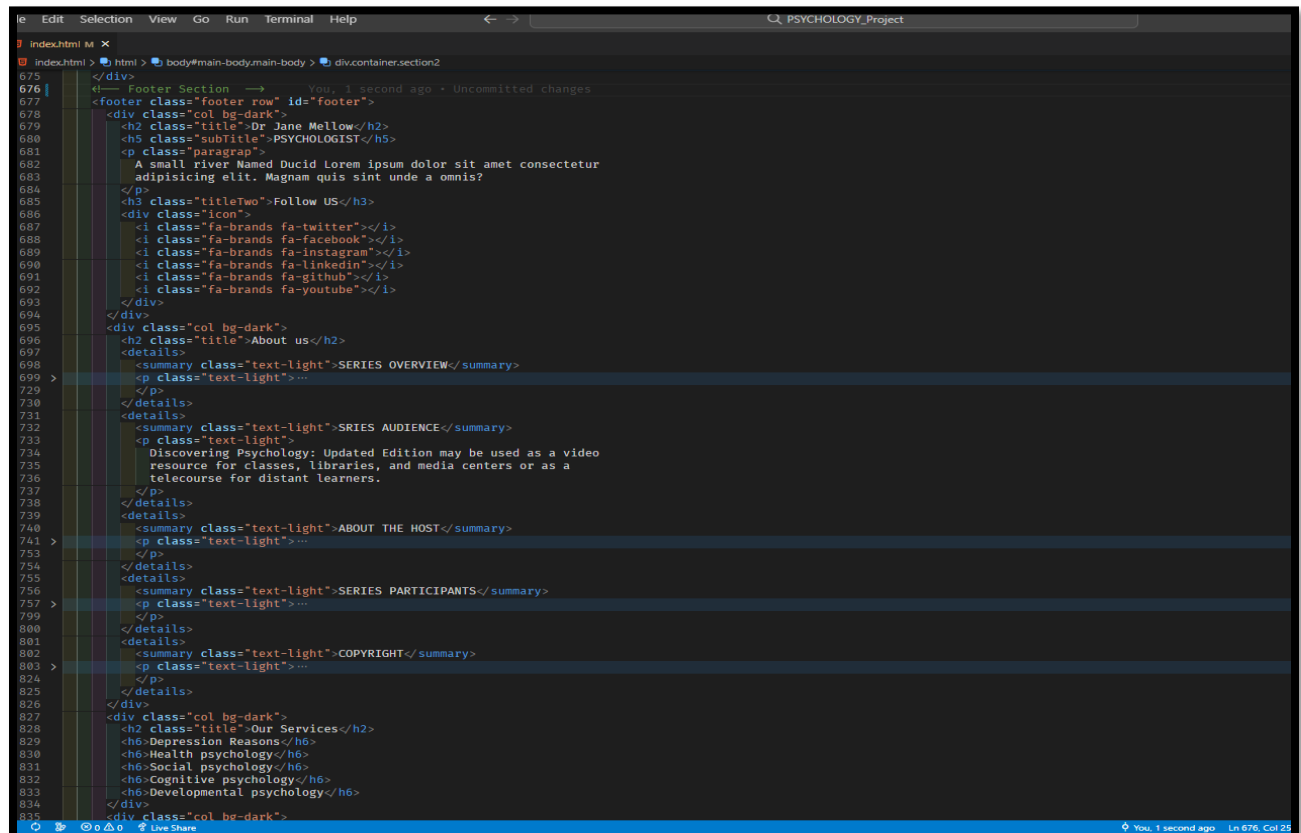 le Edit Selection View Go Run Terminal Help ← → PSYCHOLOGY_Project
index.html M ×
index.html > html > body#main-body.main-body > div.container.section2
675 </div>
676 <!-- Footer Section --> You, 1 second ago • Uncommitted changes
677 <footer class="footer row" id="footer">
678 <div class="col bg-dark">
679 <h2 class="title">Dr Jane Mellow</h2>
680 <h5 class="subTitle">PSYCHOLOGIST</h5>
681 <p class="paragrap">
682 A small river Named Ducid Lorem ipsum dolor sit amet consectetur
683 adipisicing elit. Magnam quis sint unde a omnis?
684 </p>
685 <h3 class="titleTwo">Follow US</h3>
686 <div class="icon">
687 <i class="fa-brands fa-twitter"></i>
688 <i class="fa-brands fa-facebook"></i>
689 <i class="fa-brands fa-instagram"></i>
690 <i class="fa-brands fa-linkedin"></i>
691 <i class="fa-brands fa-github"></i>
692 <i class="fa-brands fa-youtube"></i>
693 </div>
694 </div>
695 <div class="col bg-dark">
696 <h2 class="title">About us</h2>
697 <details>
698 <summary class="text-light">SERIES OVERVIEW</summary>
699 > <p class="text-light">⋯
729 </p>
730 </details>
731 <details>
732 <summary class="text-light">SRIES AUDIENCE</summary>
733 <p class="text-light">
734 Discovering Psychology: Updated Edition may be used as a video
735 resource for classes, libraries, and media centers or as a
736 telecourse for distant learners.
737 </p>
738 </details>
739 <details>
740 <summary class="text-light">ABOUT THE HOST</summary>
741 > <p class="text-light">⋯
753 </p>
754 </details>
755 <details>
756 <summary class="text-light">SERIES PARTICIPANTS</summary>
757 > <p class="text-light">⋯
799 </p>
800 </details>
801 <details>
802 <summary class="text-light">COPYRIGHT</summary>
803 > <p class="text-light">⋯
824 </p>
825 </details>
826 </div>
827 <div class="col bg-dark">
828 <h2 class="title">Our Services</h2>
829 <h6>Depression Reasons</h6>
830 <h6>Health psychology</h6>
831 <h6>Social psychology</h6>
832 <h6>Cognitive psychology</h6>
833 <h6>Developmental psychology</h6>
834 </div>
835 <div class="col bg-dark">
0 0 Live Share You, 1 second ago Ln 676, Col 25